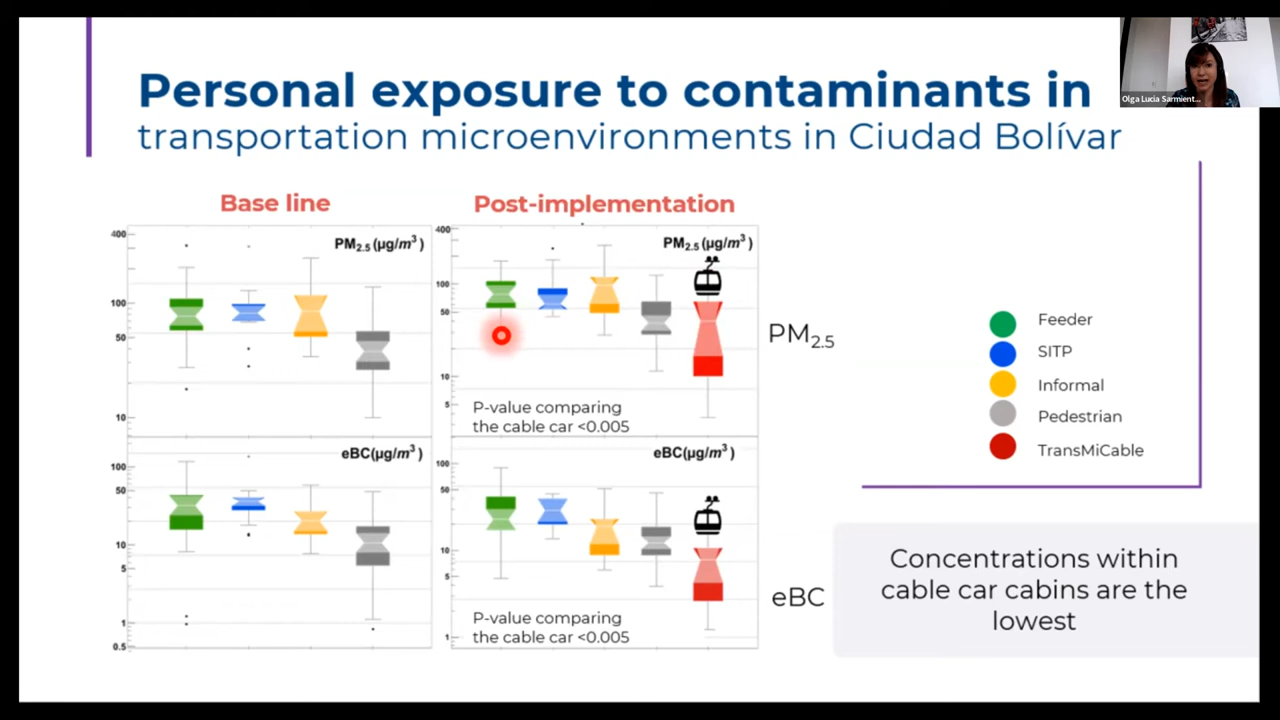 Personal exposure to contaminants in
transportation microenvironments in Ciudad Bolívar
Olga Lucia Sarmient...
Base line
Post-implementation
PM2.5 (µg/m³)
400
100
50
10
PM2.5 (µg/m³)
400
100
50
10
5
P-value comparing
the cable car <0.005
PM2.5
eBC(µg/m³)
100
50
10
5
1
0.5
eBC(µg/m³)
100
50
10
5
1
P-value comparing
the cable car <0.005
eBC
Feeder
SITP
Informal
Pedestrian
TransMiCable
Concentrations within
cable car cabins are the
lowest